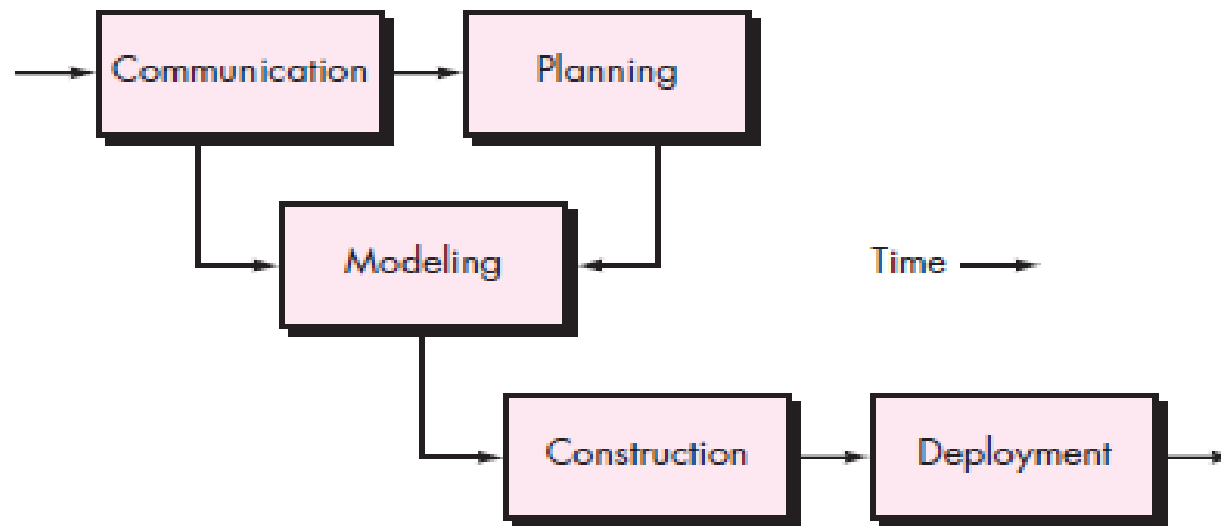 Communication
Planning
Modeling
Time
Construction
Deployment